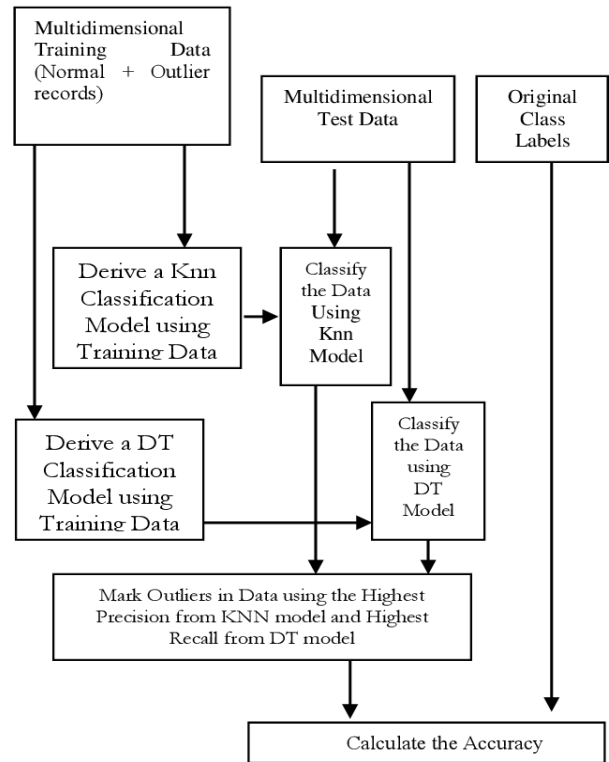 Multidimensional
Training Data
(Normal + Outlier
records)
Multidimensional
Test Data
Original
Class
Labels
Derive a Knn
Classification
Model using
Training Data
Classify
the Data
Using
Knn
Model
Derive a DT
Classification
Model using
Training Data
Classify
the Data
using
DT
Model
Mark Outliers in Data using the Highest
Precision from KNN model and Highest
Recall from DT model
Calculate the Accuracy